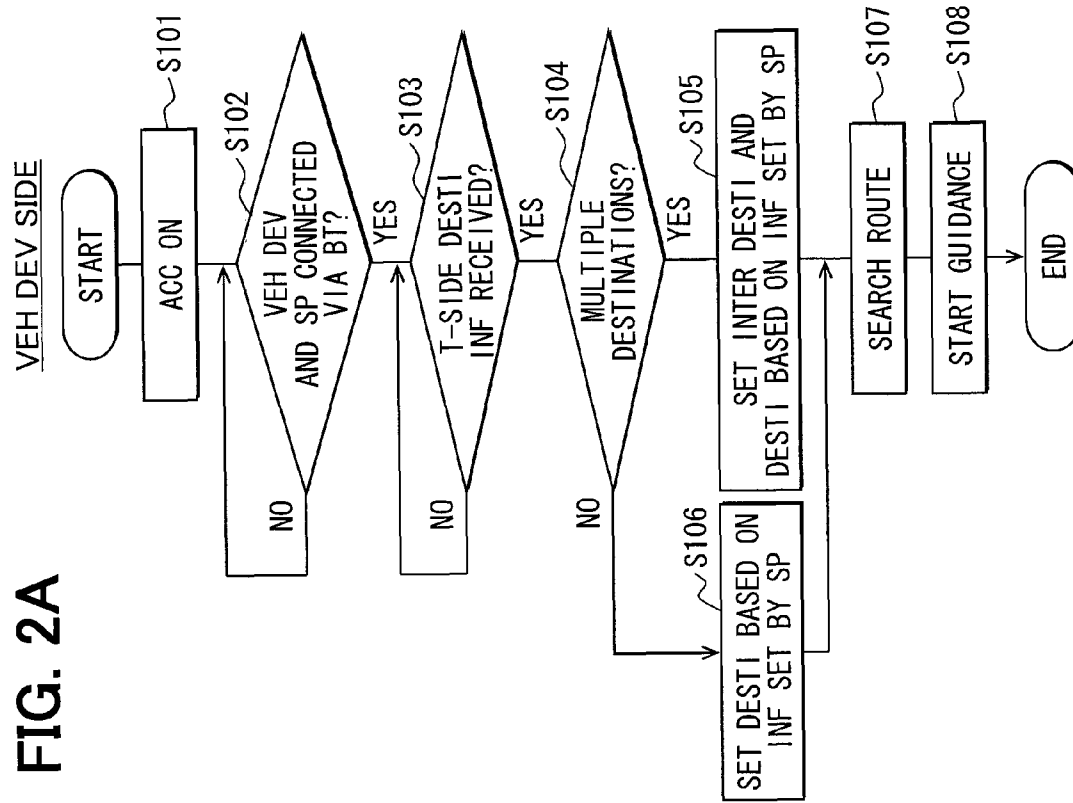 FIG. 2A
VEH DEV SIDE
START
ACC ON
S101
VEH DEV
AND SP CONNECTED
VIA BT?
S102
NO
YES
T-SIDE DESTI
INF RECEIVED?
S103
NO
YES
MULTIPLE
DESTINATIONS?
S104
NO
YES
SET DESTI BASED ON
INF SET BY SP
S106
SET INTER DESTI AND
DESTI BASED ON INF SET BY SP
S105
SEARCH ROUTE
S107
START GUIDANCE
S108
END